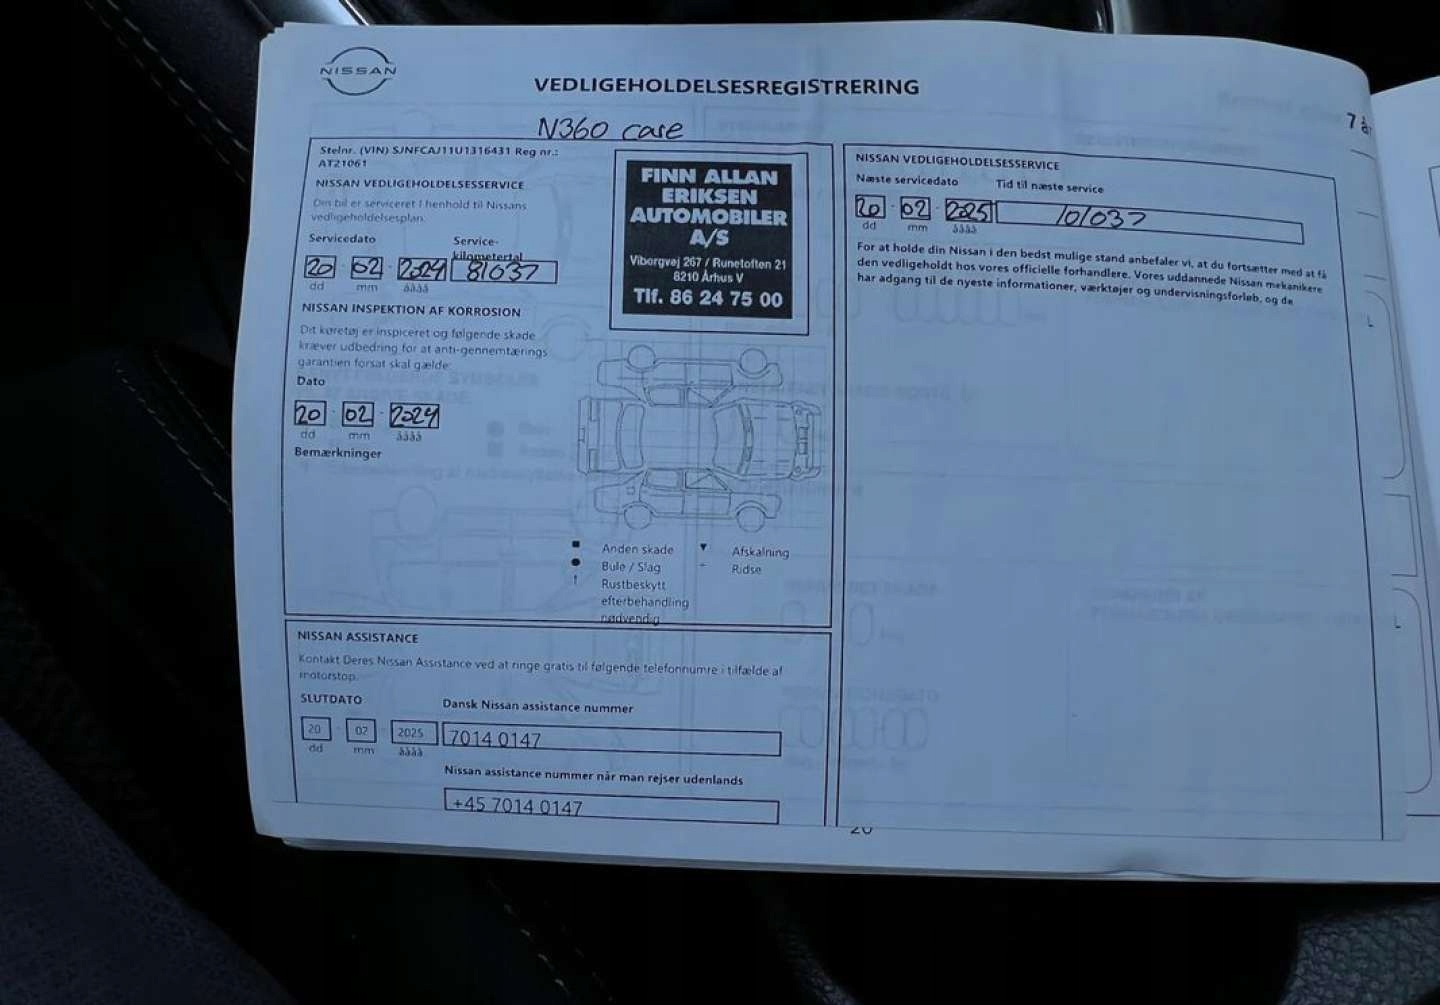 NISSAN
VEDLIGEHOLDELSESREGISTRERING
N360 care
7 år
Stelnr. (VIN) SJNFCAJ11U1316431 Reg nr.:
AT21061
NISSAN VEDLIGEHOLDELSESSERVICE
Din bil er serviceret i henhold til Nissans
vedligeholdelsesplan.
Servicedato
Service-
kilometertal
20 02 2024 81037
dd mm åååå
FINN ALLAN
ERIKSEN
AUTOMOBILER
A/S
Viborgvej 267 / Runetoften 21
8210 Århus V
Tlf. 86 24 75 00
NISSAN INSPEKTION AF KORROSION
Dit køretøj er inspiceret og følgende skade
kræver udbedring for at anti-gennemtærings
garantien forsat skal gælde:
Dato
20 02 2024
dd mm åååå
Bemærkninger
Anden skade
Bule / Slag
Rustbeskytt
efterbehandling
nødvendig
Afskalning
Ridse
NISSAN ASSISTANCE
Kontakt Deres Nissan Assistance ved at ringe gratis til følgende telefonnumre i tilfælde af
motorstop.
SLUTDATO
Dansk Nissan assistance nummer
20 02 2025 7014 0147
dd mm åååå
Nissan assistance nummer når man rejser udenlands
+45 7014 0147
NISSAN VEDLIGEHOLDELSESSERVICE
Næste servicedato Tid til næste service
20 02 2025 101037
dd mm åååå
For at holde din Nissan i den bedst mulige stand anbefaler vi, at du fortsætter med at få
den vedligeholdt hos vores officielle forhandlere. Vores uddannede Nissan mekanikere
har adgang til de nyeste informationer, værktøjer og undervisningsforløb, og de
20